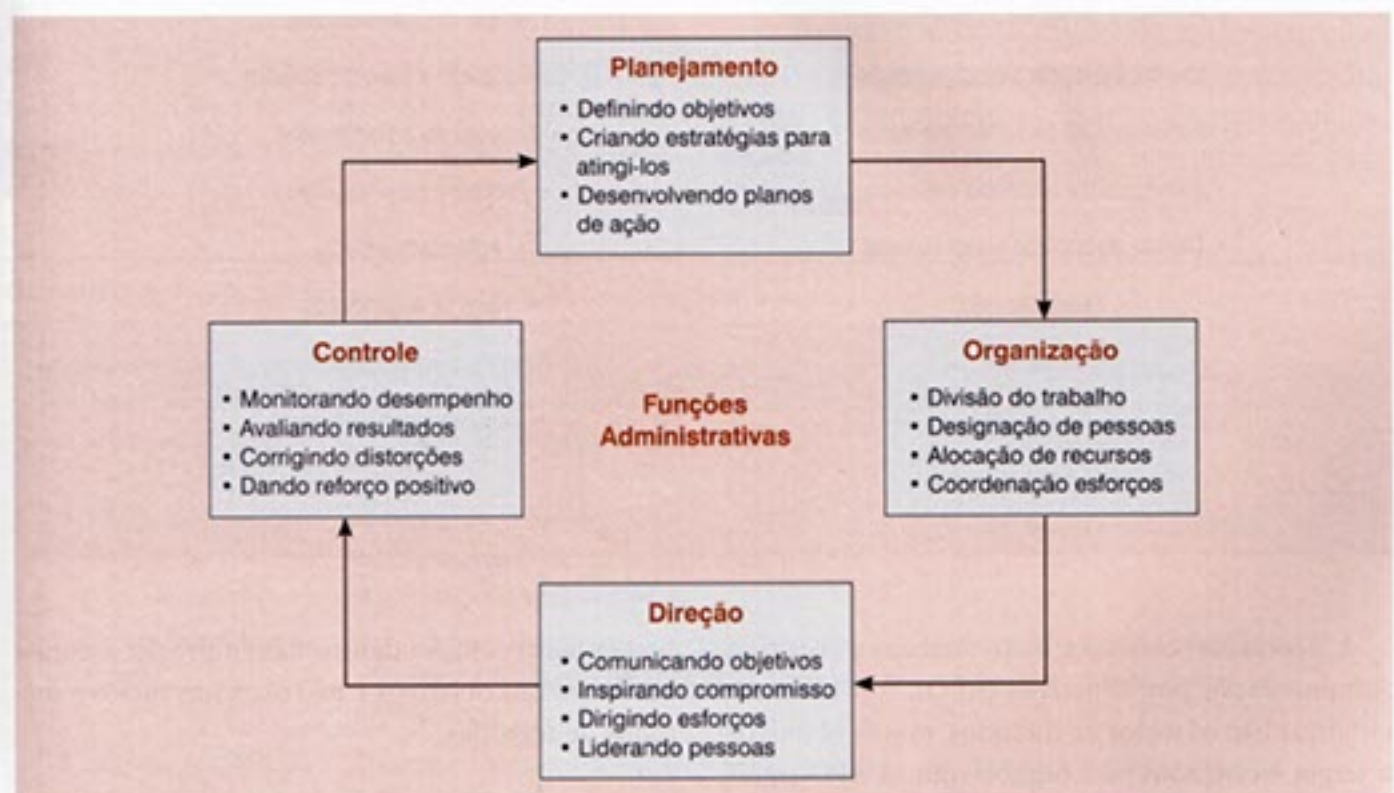 Planejamento
• Definindo objetivos
• Criando estratégias para
atingi-los
• Desenvolvendo planos
de ação
Controle
• Monitorando desempenho
• Avaliando resultados
• Corrigindo distorções
• Dando reforço positivo
Funções
Administrativas
Organização
• Divisão do trabalho
• Designação de pessoas
• Alocação de recursos
• Coordenação esforços
Direção
• Comunicando objetivos
• Inspirando compromisso
• Dirigindo esforços
• Liderando pessoas